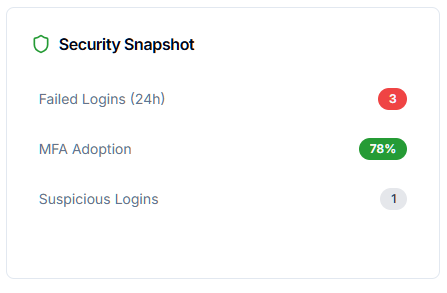 Security Snapshot
Failed Logins (24h) 3
MFA Adoption 78%
Suspicious Logins 1